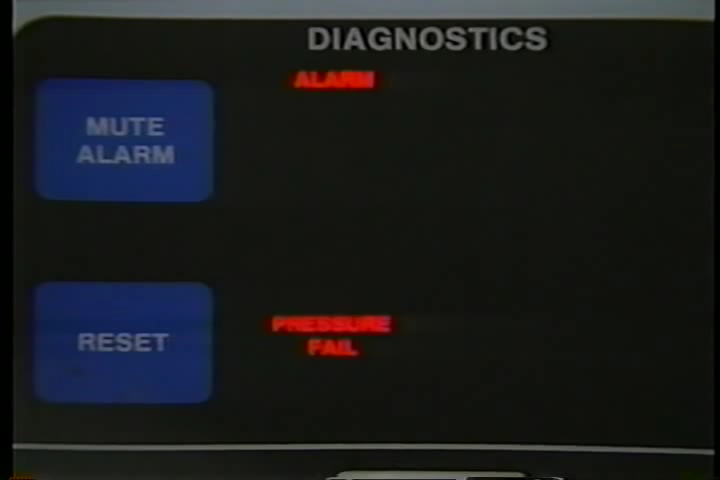 DIAGNOSTICS
ALARM
MUTE
ALARM
RESET
PRESSURE
FAIL